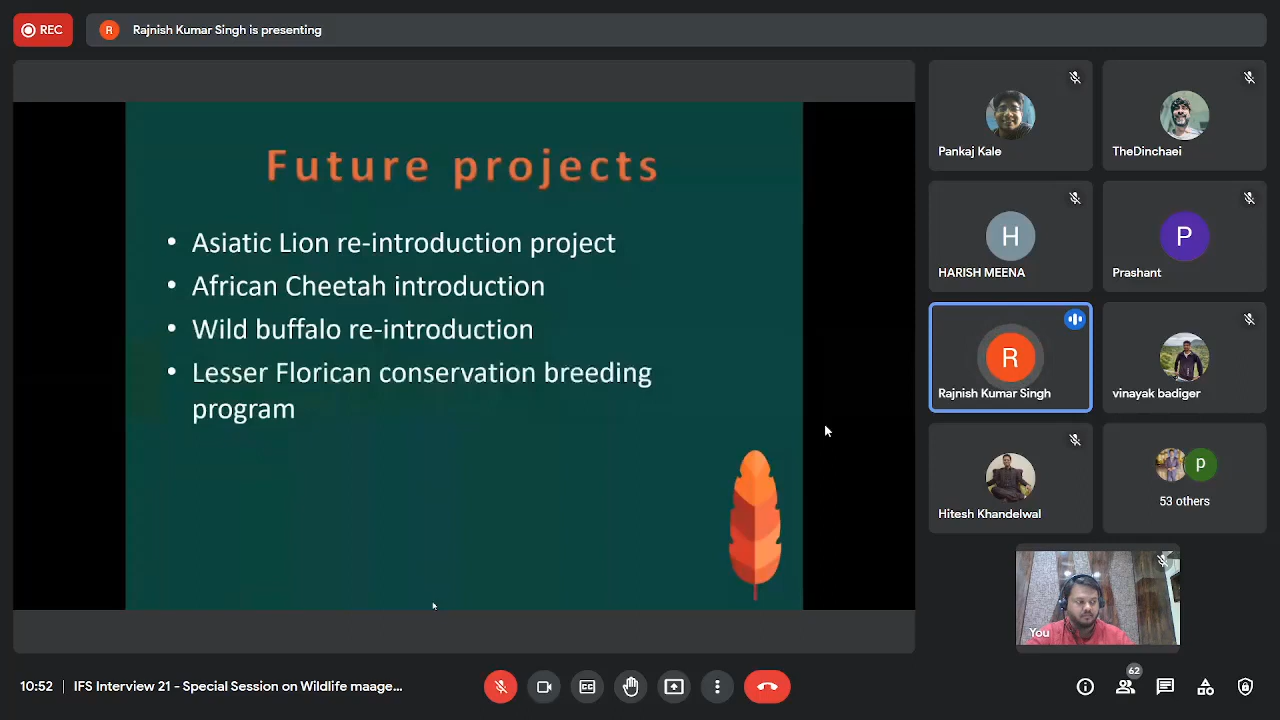 REC
R
Rajnish Kumar Singh is presenting
Future projects
• Asiatic Lion re-introduction project
• African Cheetah introduction
• Wild buffalo re-introduction
• Lesser Florican conservation breeding
program
Pankaj Kale
TheDinchaei
H
HARISH MEENA
P
Prashant
R
Rajnish Kumar Singh
vinayak badiger
Hitesh Khandelwal
p
53 others
You
10:52 | IFS Interview 21 - Special Session on Wildlife maage...
CC
62